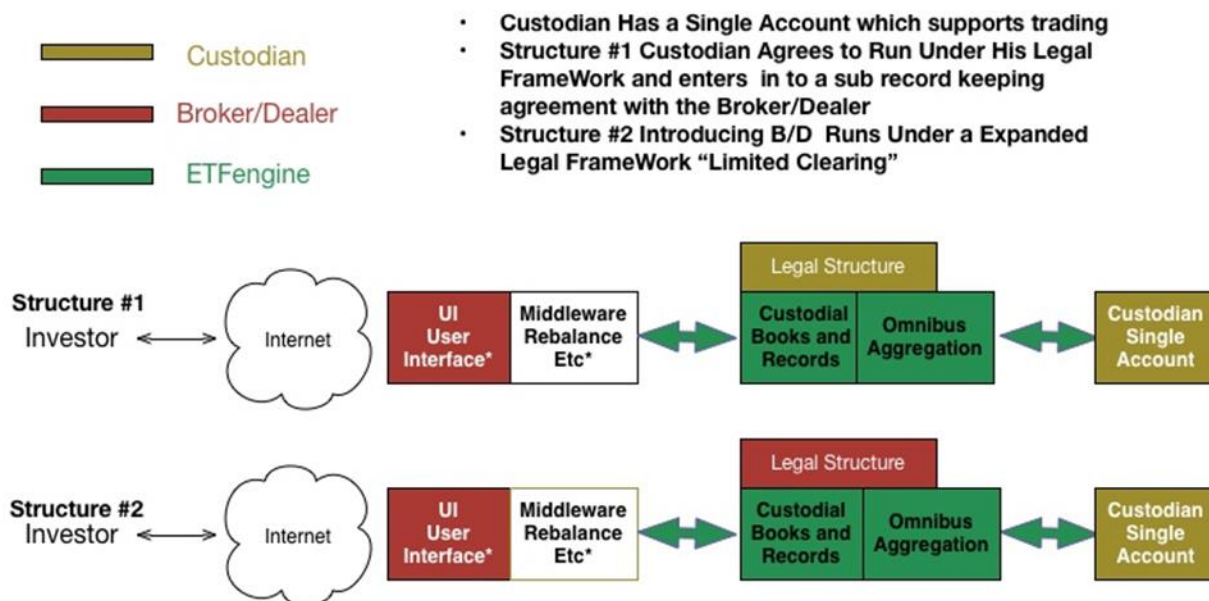 Custodian
Broker/Dealer
ETFengine
· Custodian Has a Single Account which supports trading
· Structure #1 Custodian Agrees to Run Under His Legal
FrameWork and enters in to a sub record keeping
agreement with the Broker/Dealer
· Structure #2 Introducing B/D Runs Under a Expanded
Legal FrameWork “Limited Clearing”
Structure #1
Investor
Internet
UI
User
Interface*
Middleware
Rebalance
Etc*
Legal Structure
Custodial
Books and
Records
Omnibus
Aggregation
Custodian
Single
Account
Structure #2
Investor
Internet
UI
User
Interface*
Middleware
Rebalance
Etc*
Legal Structure
Custodial
Books and
Records
Omnibus
Aggregation
Custodian
Single
Account